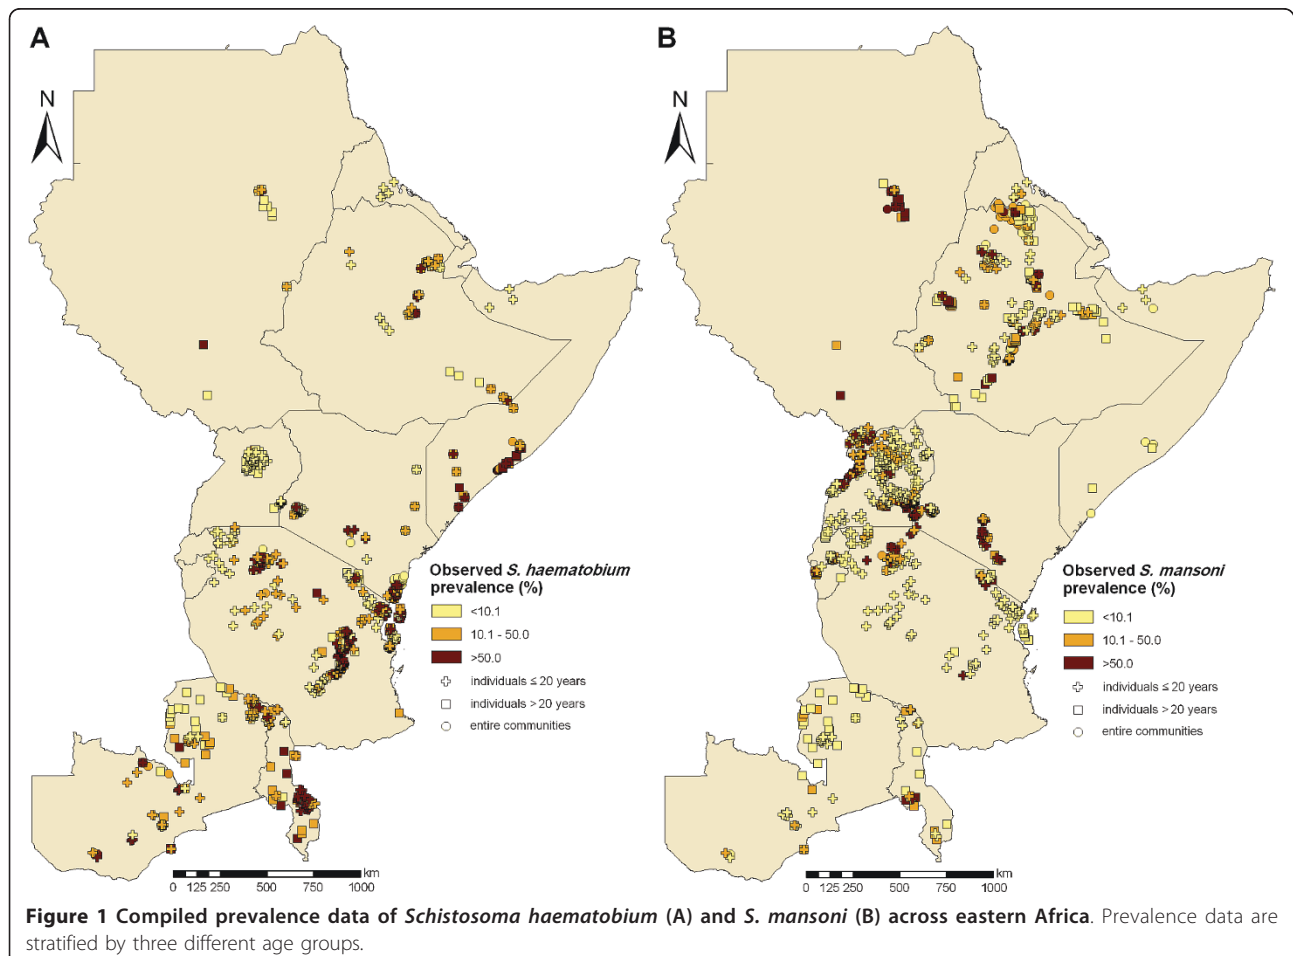 A
N
Observed S. haematobium
prevalence (%)
<10.1
10.1 - 50.0
>50.0
individuals ≤ 20 years
individuals > 20 years
entire communities
km
0 125 250 500 750 1000
B
N
Observed S. mansoni
prevalence (%)
<10.1
10.1 - 50.0
>50.0
individuals ≤ 20 years
individuals > 20 years
entire communities
km
0 125 250 500 750 1000
Figure 1 Compiled prevalence data of Schistosoma haematobium (A) and S. mansoni (B) across eastern Africa. Prevalence data are
stratified by three different age groups.